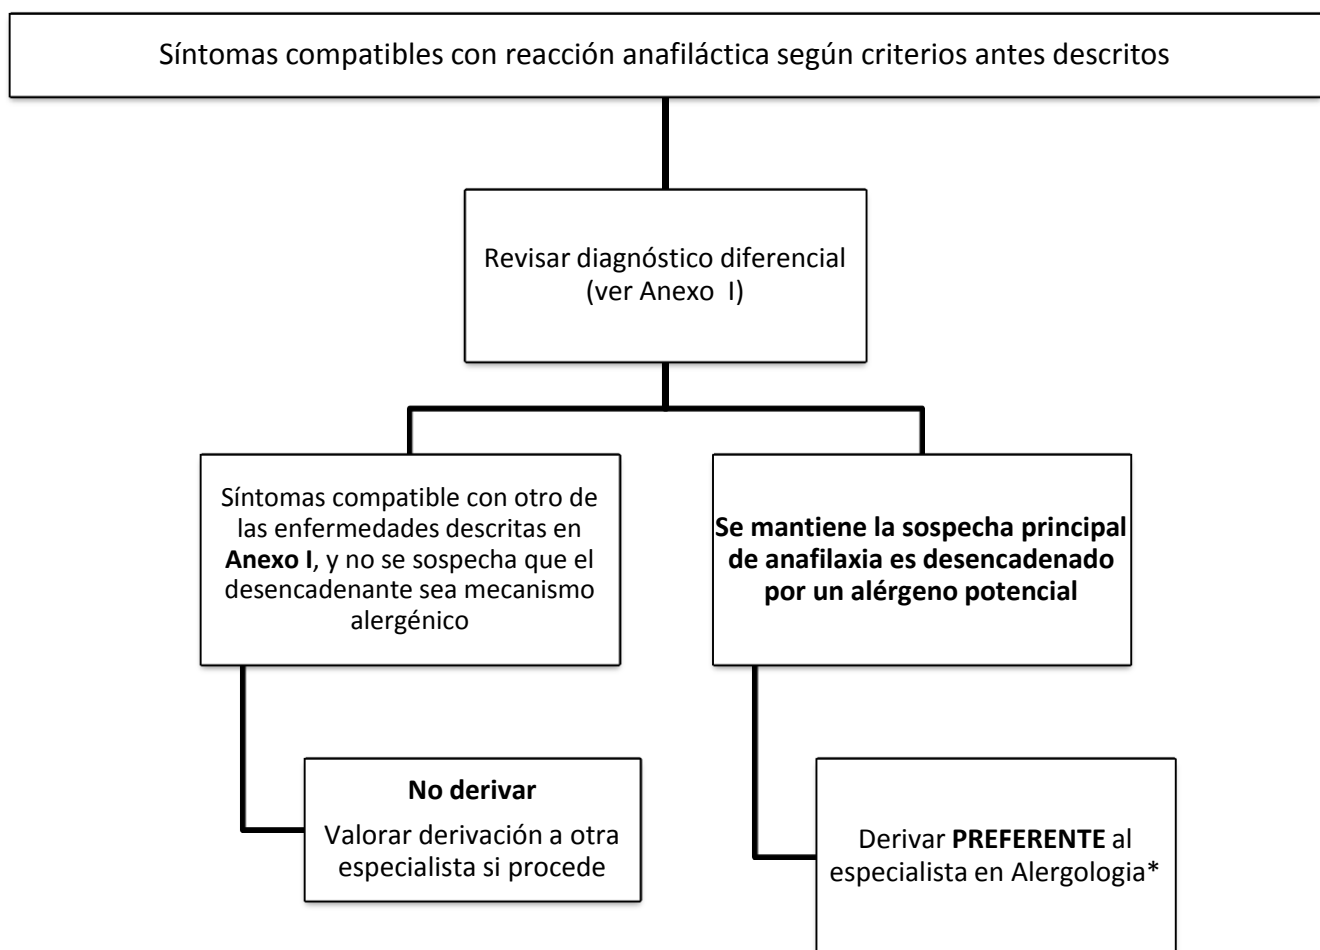 Síntomas compatibles con reacción anafiláctica según criterios antes descritos
Revisar diagnóstico diferencial
(ver Anexo I)
Síntomas compatible con otro de
las enfermedades descritas en
Anexo I, y no se sospecha que el
desencadenante sea mecanismo
alergénico
Se mantiene la sospecha principal
de anafilaxia es desencadenado
por un alérgeno potencial
No derivar
Valorar derivación a otra
especialista si procede
Derivar PREFERENTE al
especialista en Alergologia*